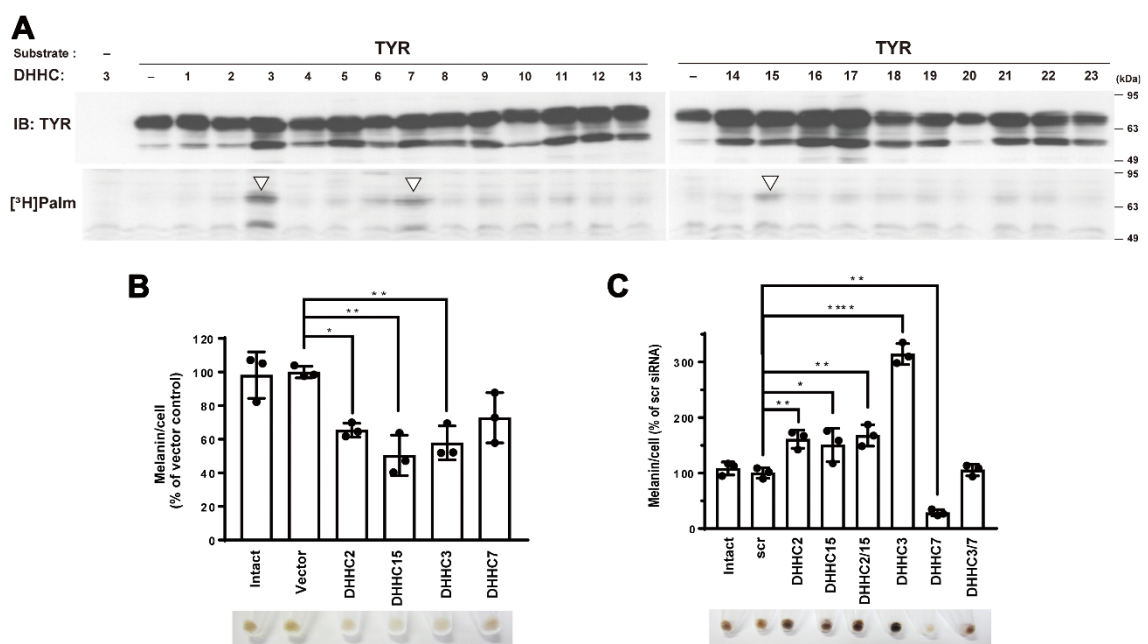 A
Substrate : – TYR TYR
DHHC: 3 – 1 2 3 4 5 6 7 8 9 10 11 12 13 – 14 15 16 17 18 19 20 21 22 23 (kDa)
IB: TYR
95
63
49
[³H]Palm
95
63
49
B
Melanin/cell
(% of vector control)
120
100
80
60
40
20
0
* *
* *
*
Intact
Vector
DHHC2
DHHC15
DHHC3
DHHC7
C
Melanin/cell (% of scr siRNA)
300
200
100
0
* *
* * * *
* *
*
* *
Intact
scr
DHHC2
DHHC15
DHHC2/15
DHHC3
DHHC7
DHHC3/7